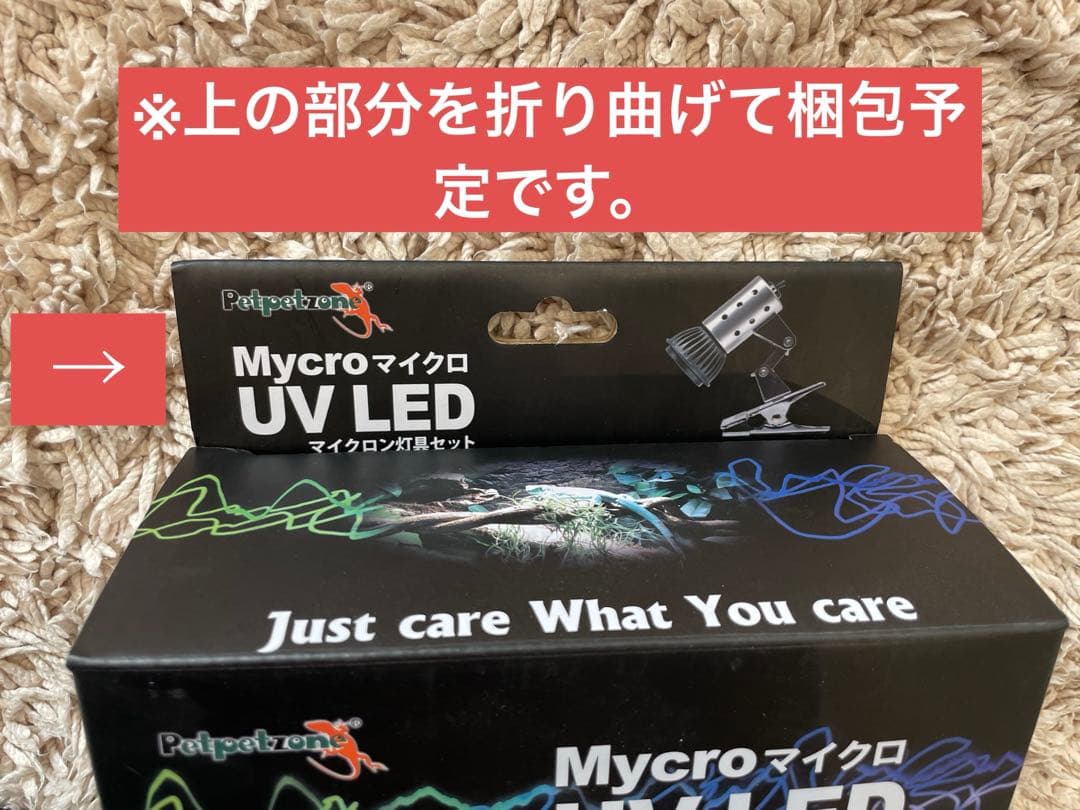 ※上の部分を折り曲げて梱包予
定です。
→
Petpetzone®
Mycroマイクロ
UV LED
マイクロン灯具セット
Just care What You care
Petpetzone®
Mycroマイクロ
UV LED